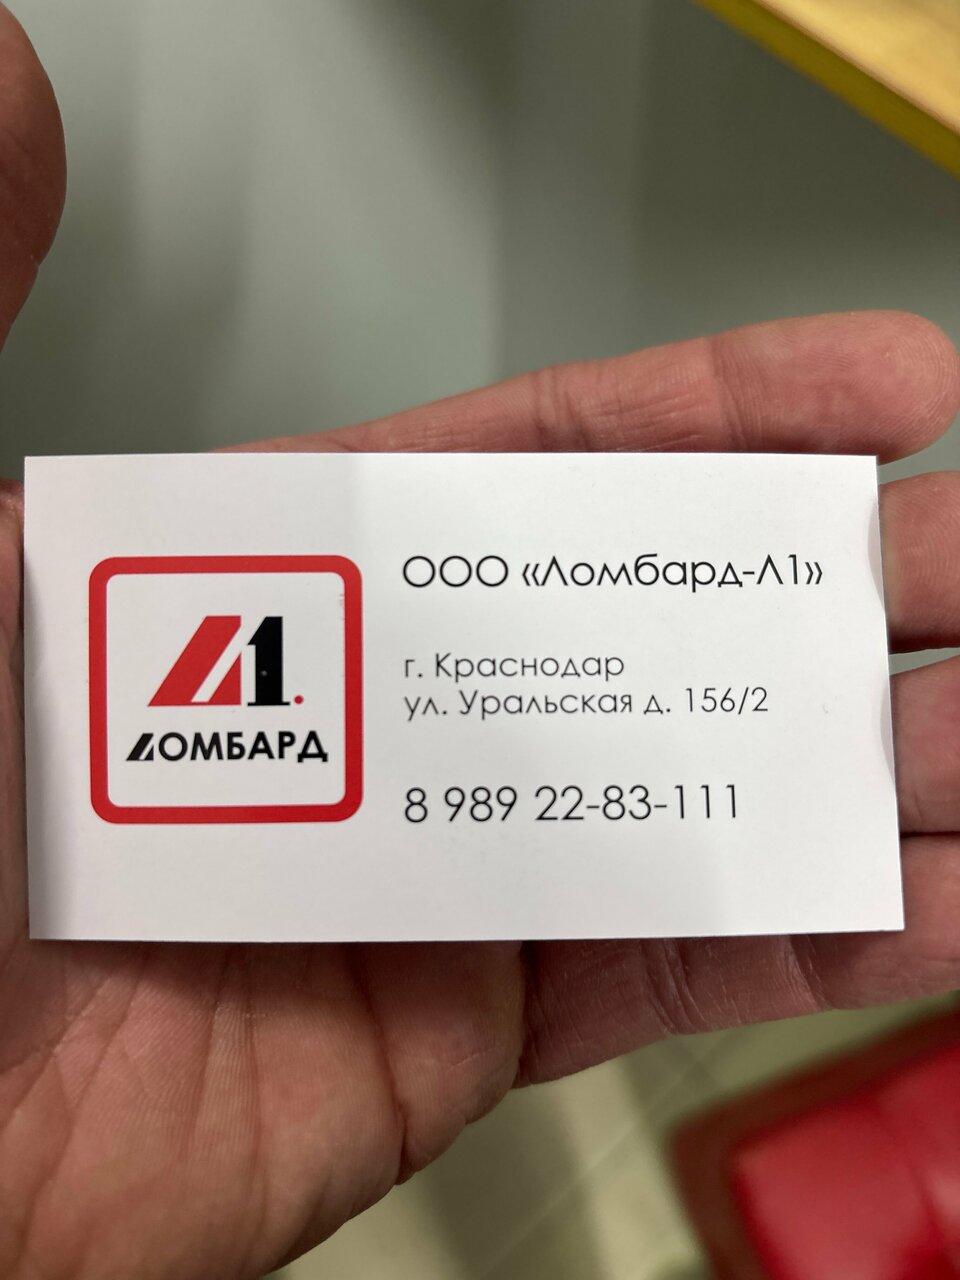 Л1.
ЛОМБАРД
ООО «Ломбард-Л1»
г. Краснодар
ул. Уральская д. 156/2
8 989 22-83-111